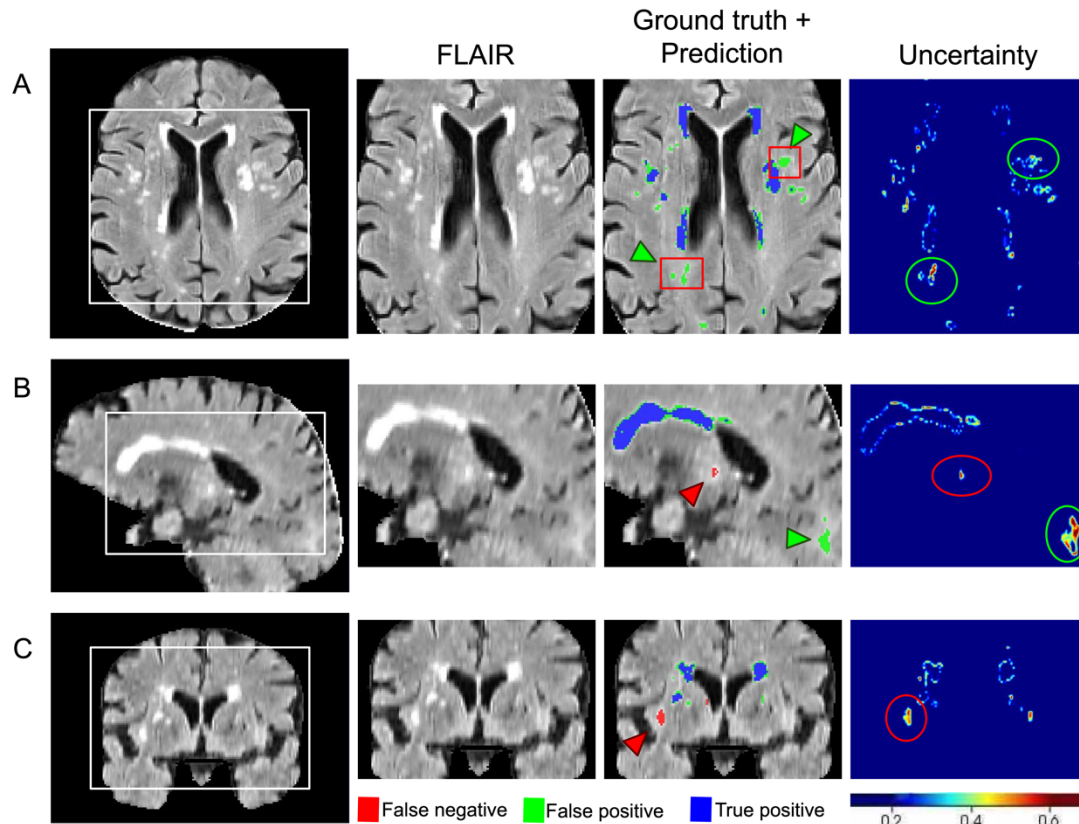 Ground truth +
FLAIR Prediction Uncertainty
A
B
C
False negative False positive True positive
0.2 0.4 0.6